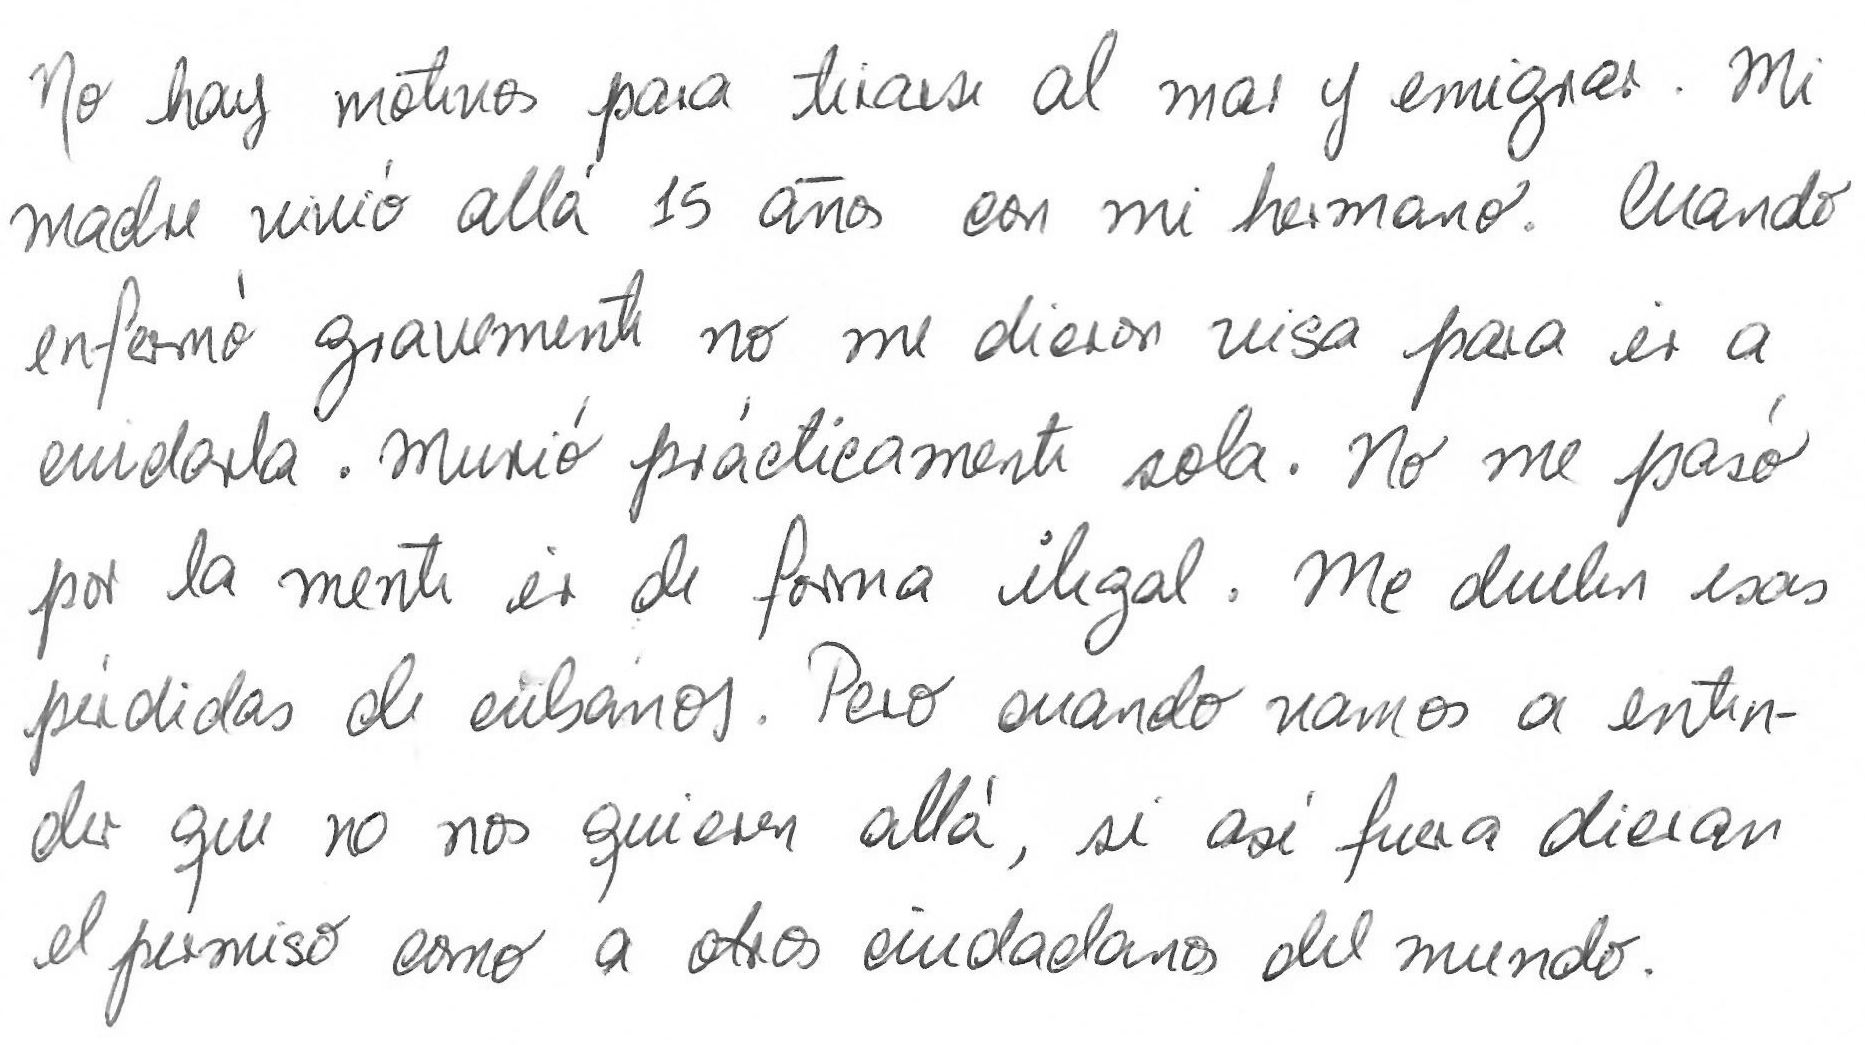 No hay motivos para tirarse al mar y emigrar. Mi
madre vivió allá 15 años con mi hermano. Cuando
enfermó gravemente no me dieron visa para ir a
cuidarla. Murió prácticamente sola. No me pasó
por la mente ir de forma ilegal. Me duelen esas
pérdidas de cubanos. Pero cuando vamos a enten-
der que no nos quieren allá, si así fuera dieran
el permiso como a otros ciudadanos del mundo.